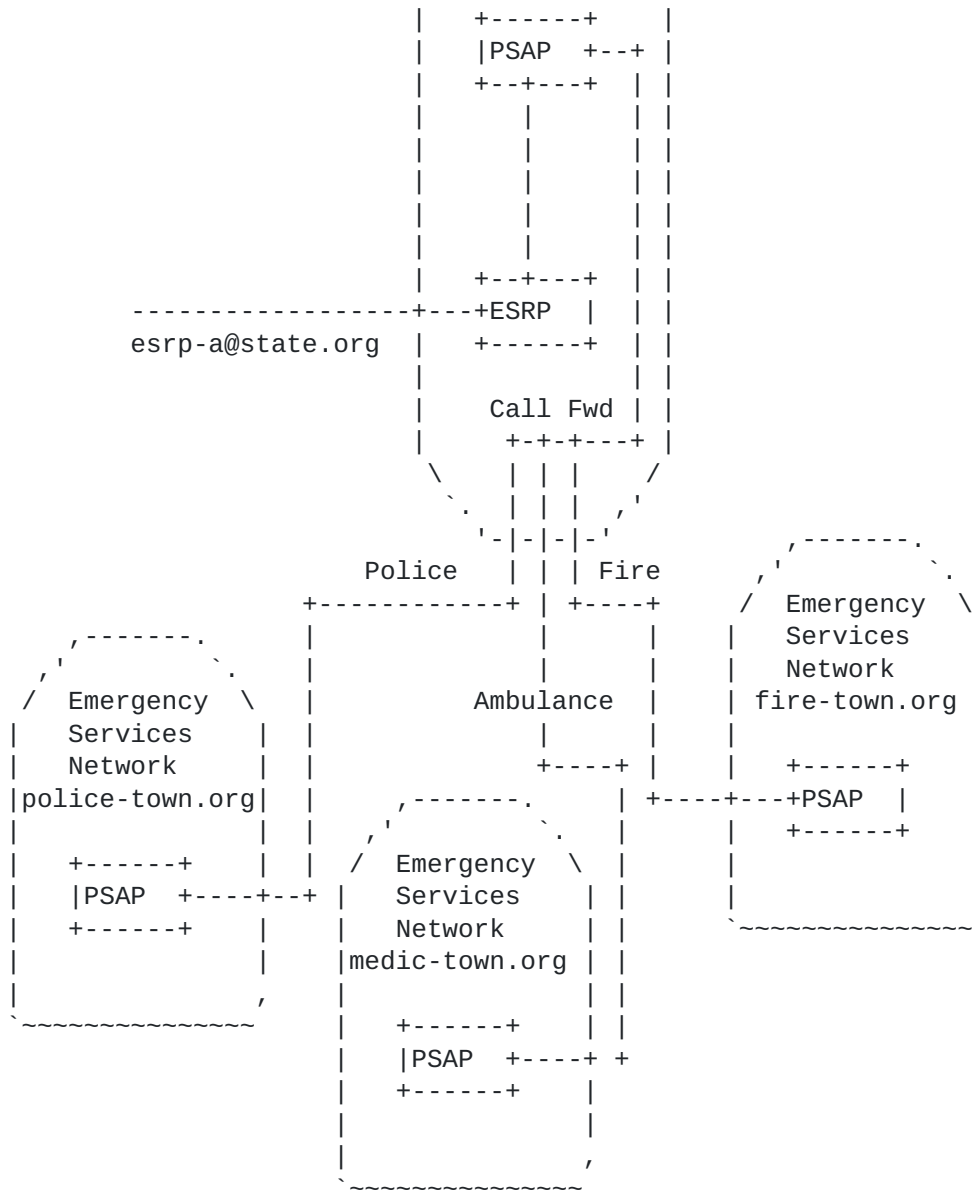 PSAP
ESRP
esrp-a@state.org
Call Fwd
Police Fire
Emergency
Services
Network
fire-town.org
PSAP
Emergency
Services
Network
police-town.org
PSAP
Ambulance
Emergency
Services
Network
medic-town.org
PSAP